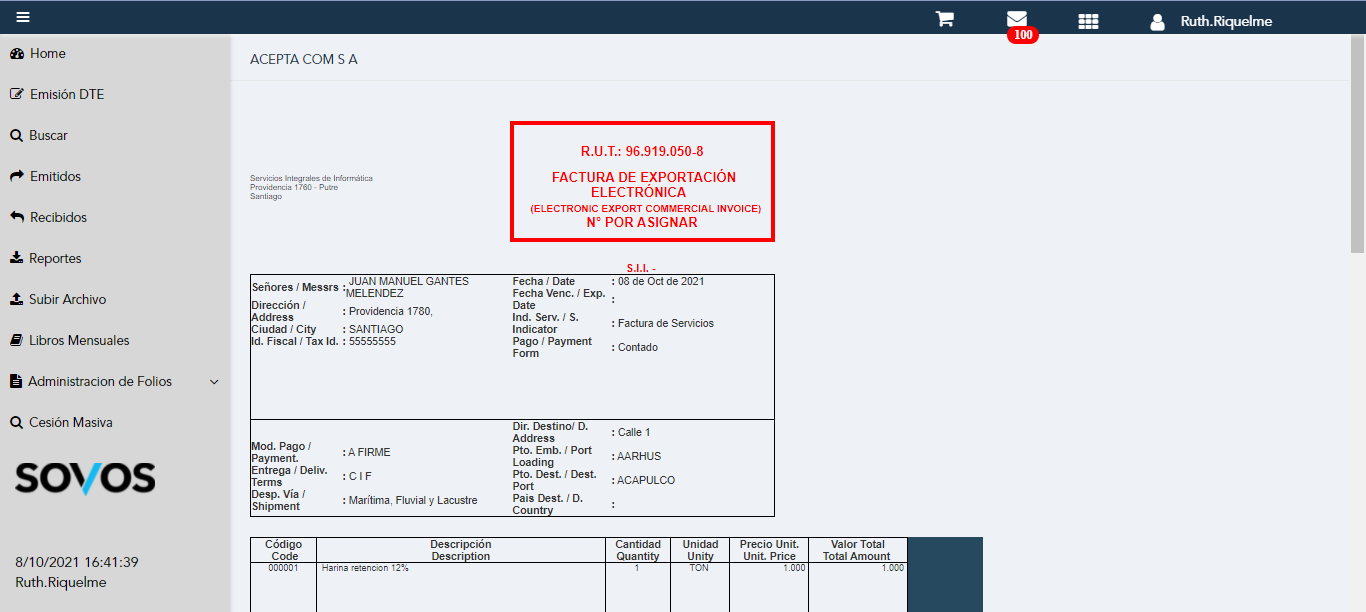 Ruth.Riquelme
100
Home
Emisión DTE
Buscar
Emitidos
Recibidos
Reportes
Subir Archivo
Libros Mensuales
Administracion de Folios
Cesión Masiva
SOVOS
8/10/2021 16:41:39
Ruth.Riquelme
ACEPTA COM S A
Servicios Integrales de Informática
Providencia 1760 - Putre
Santiago
R.U.T.: 96.919.050-8
FACTURA DE EXPORTACIÓN
ELECTRÓNICA
(ELECTRONIC EXPORT COMMERCIAL INVOICE)
N° POR ASIGNAR
S.I.I. -
Señores / Messrs : JUAN MANUEL GANTES
MELENDEZ
Dirección /
Address : Providencia 1780,
Ciudad / City : SANTIAGO
Id. Fiscal / Tax Id. : 55555555
Fecha / Date : 08 de Oct de 2021
Fecha Venc. / Exp.
Date :
Ind. Serv. / S.
Indicator : Factura de Servicios
Pago / Payment
Form : Contado
Mod. Pago /
Payment. : A FIRME
Entrega / Deliv.
Terms : C I F
Desp. Vía /
Shipment : Marítima, Fluvial y Lacustre
Dir. Destino/ D.
Address : Calle 1
Pto. Emb. / Port
Loading : AARHUS
Pto. Dest. / Dest.
Port : ACAPULCO
Pais Dest. / D.
Country :
Código Descripción Cantidad Unidad Precio Unit. Valor Total
Code Description Quantity Unity Unit. Price Total Amount
000001 Harina retencion 12% 1 TON 1.000 1.000